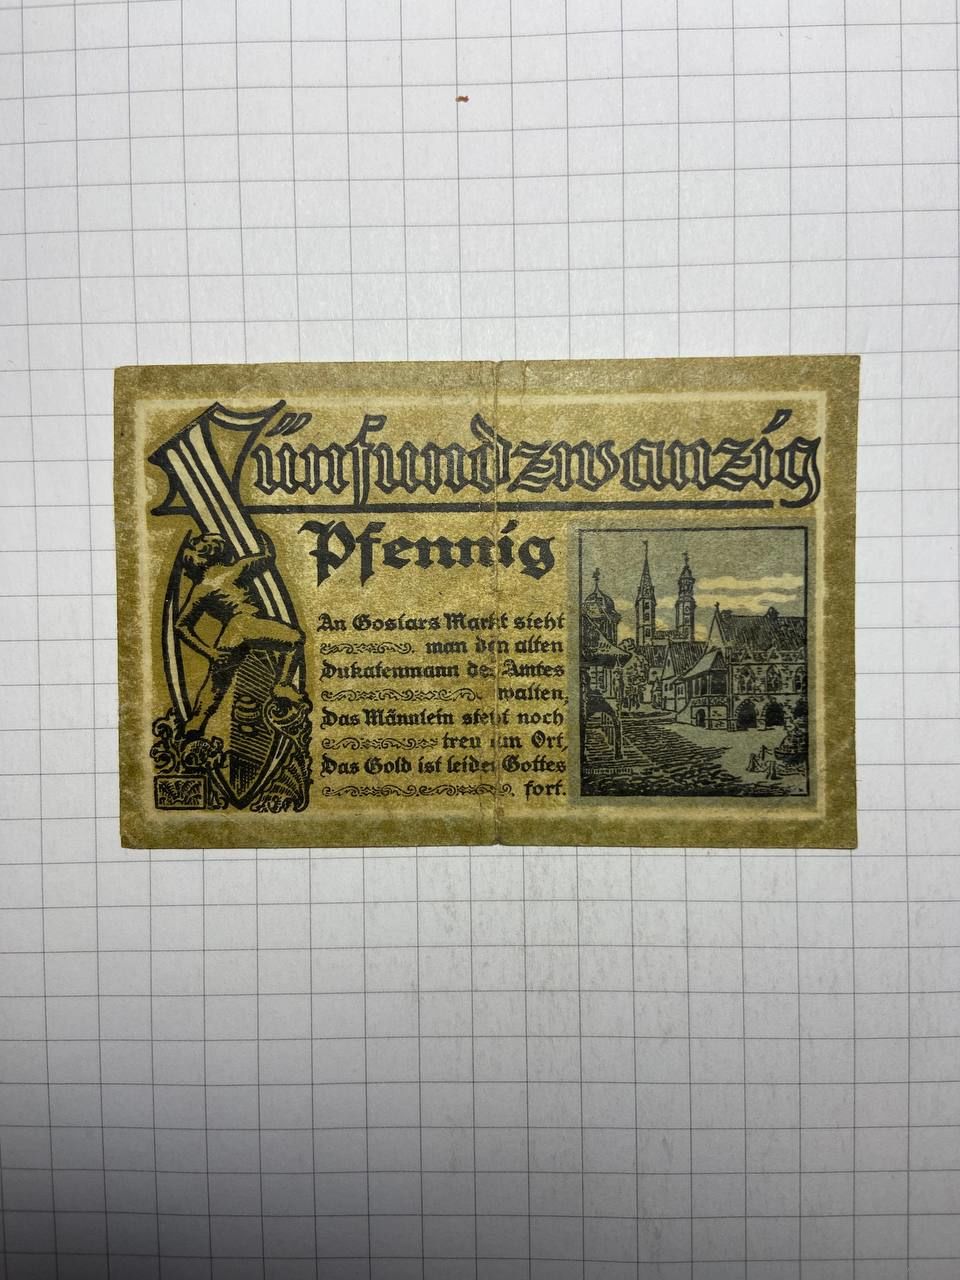 Fünfundzwanzig
Pfennig
An Goslars Markt sieht
man den alten
Dukatenmann des Amtes
walten,
Das Männlein steht noch
treu am Ort,
Das Gold ist leider Gottes
fort.